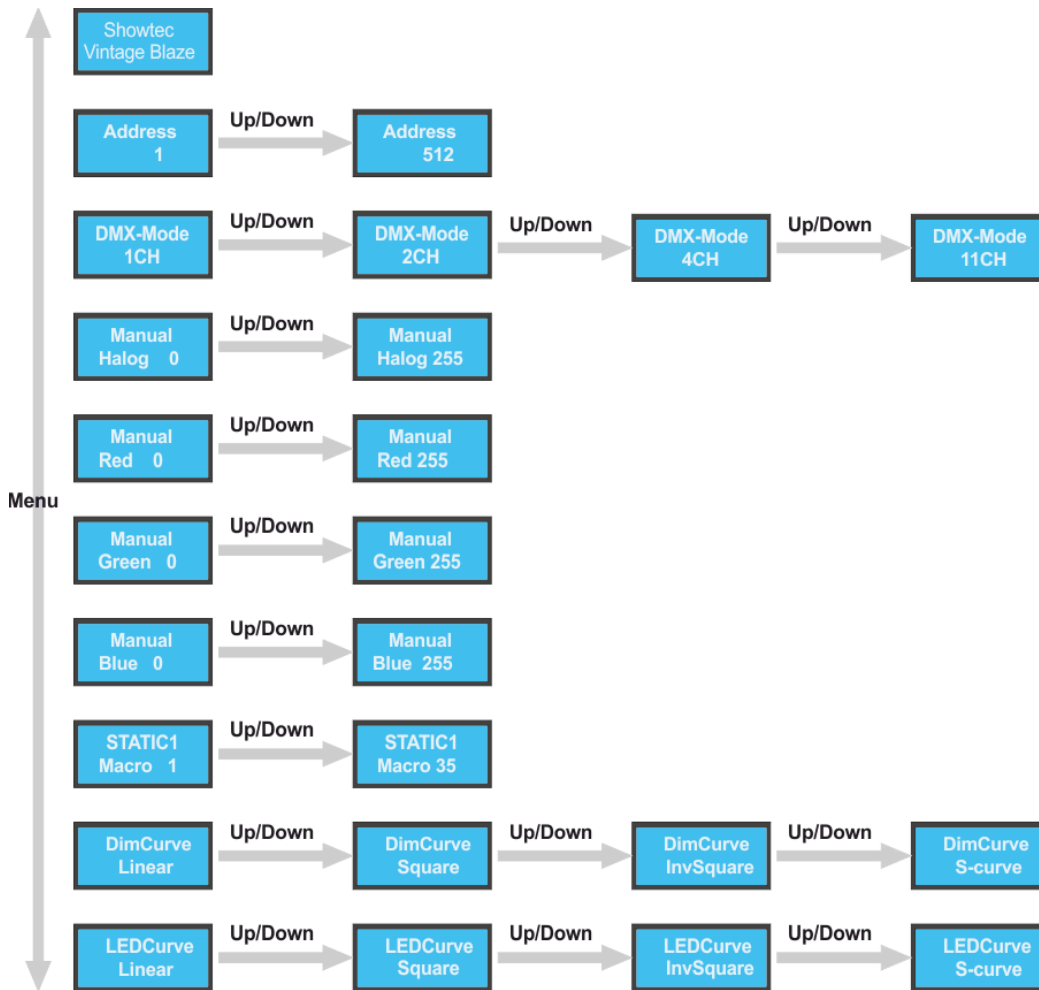 Showtec
Vintage Blaze
Up/Down
Address
1
Address
512
Up/Down
Up/Down
Up/Down
DMX-Mode
1CH
DMX-Mode
2CH
DMX-Mode
4CH
DMX-Mode
11CH
Up/Down
Manual
Halog 0
Manual
Halog 255
Up/Down
Manual
Red 0
Manual
Red 255
Menu
Up/Down
Manual
Green 0
Manual
Green 255
Up/Down
Manual
Blue 0
Manual
Blue 255
Up/Down
STATIC1
Macro 1
STATIC1
Macro 35
Up/Down
Up/Down
Up/Down
DimCurve
Linear
DimCurve
Square
DimCurve
InvSquare
DimCurve
S-curve
Up/Down
Up/Down
Up/Down
LEDCurve
Linear
LEDCurve
Square
LEDCurve
InvSquare
LEDCurve
S-curve